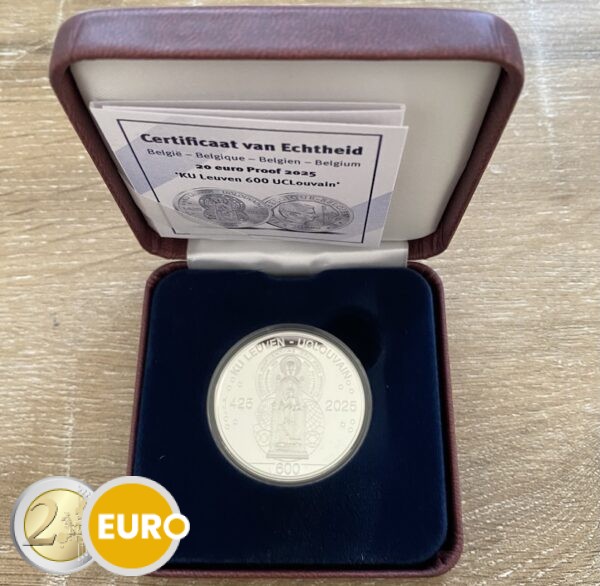 Certificaat van Echtheid
België – Belgique – Belgien – Belgium
20 euro Proof 2025
'KU Leuven 600 UCLouvain'
KU LEUVEN - UCLOUVAIN
1425 2025
600
2 EURO